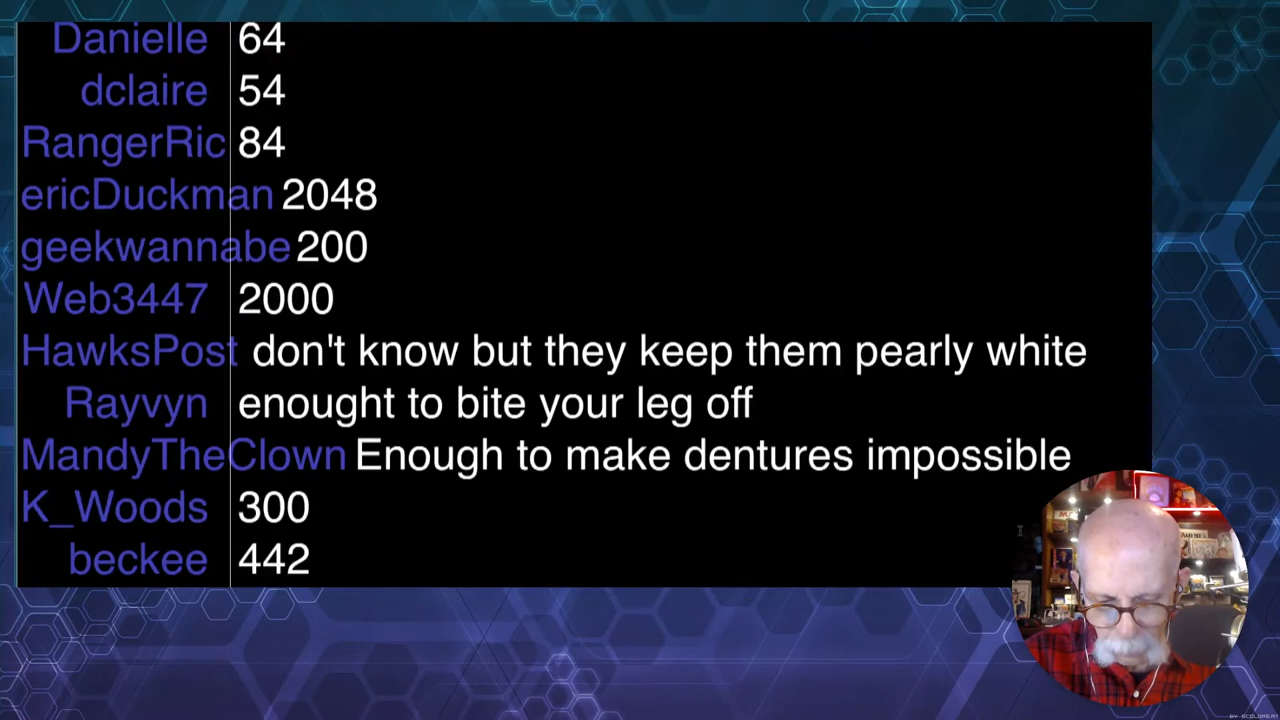 Danielle 64
dclaire 54
RangerRic 84
ericDuckman 2048
geekwannabe 200
Web3447 2000
HawksPost don't know but they keep them pearly white
Rayvyn enought to bite your leg off
MandyTheClown Enough to make dentures impossible
K_Woods 300
beckee 442